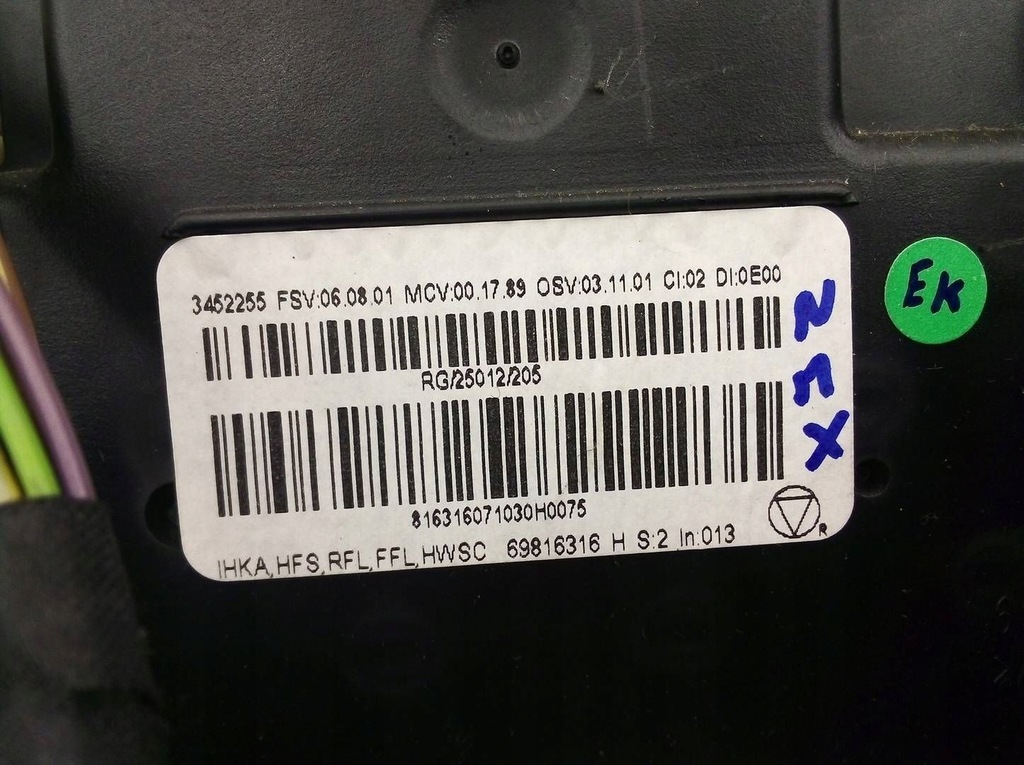 3452255 FSV:06.08.01 MCV:00.17.89 OSV:03.11.01 CI:02 DI:0E00
RG/25012/205
816316071030H0075
IHKA,HFS,RFL,FFL,HWSC 69816316 H S:2 In:013
R
EK